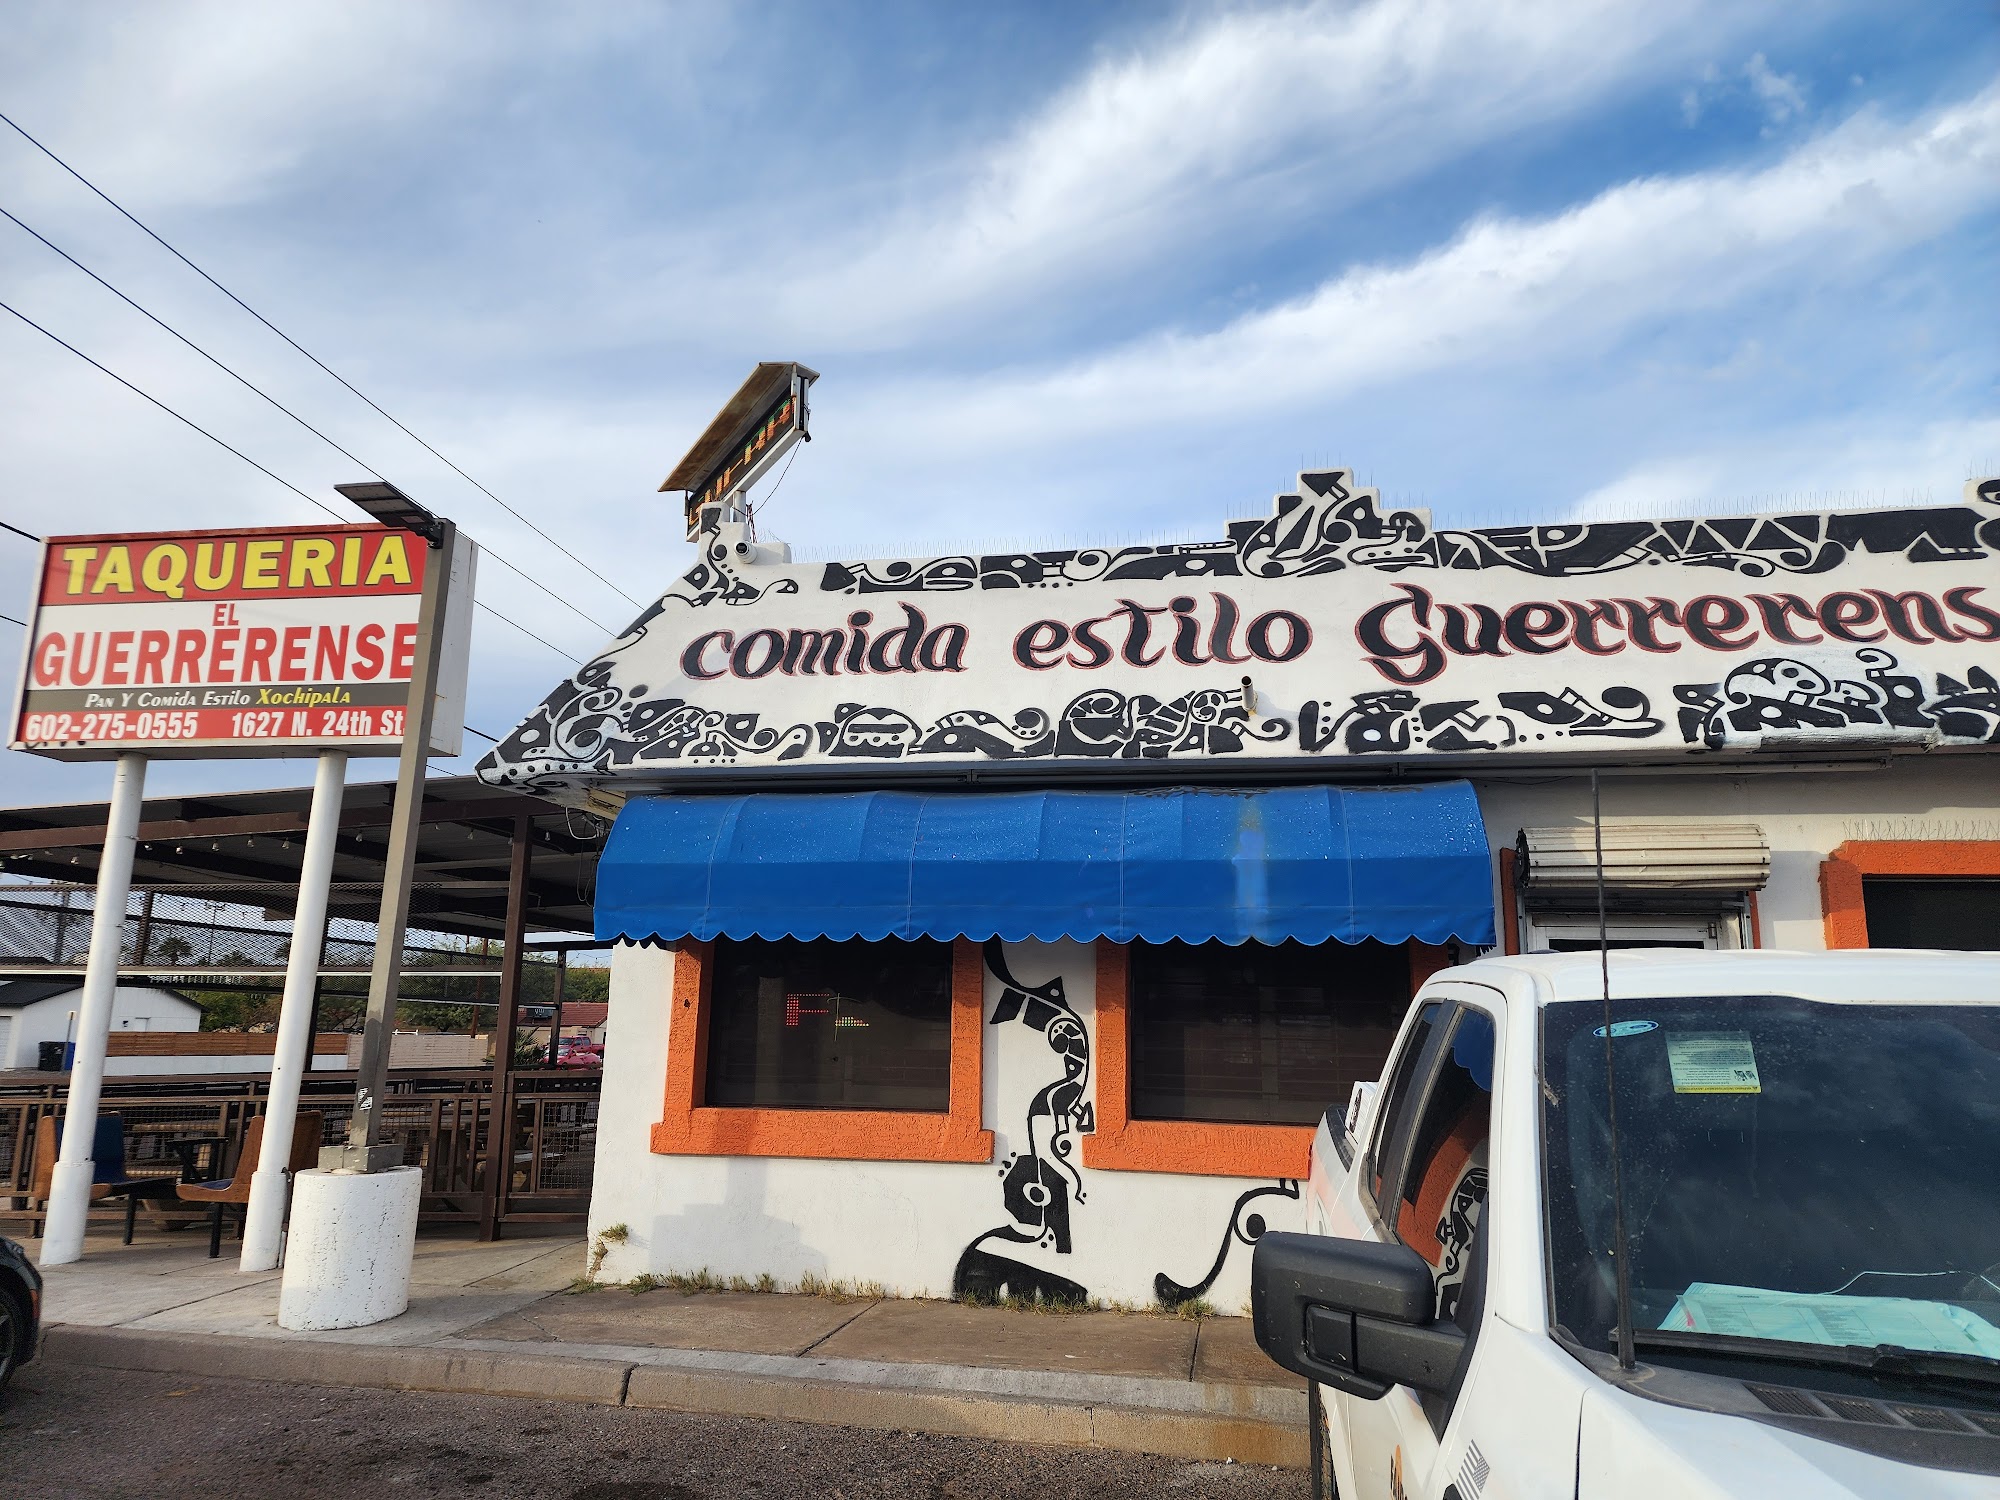 TAQUERIA
EL
GUERRERENSE
Pan Y Comida Estilo Xochipala
602-275-0555 1627 N. 24th St.
comida estilo Guerrerens